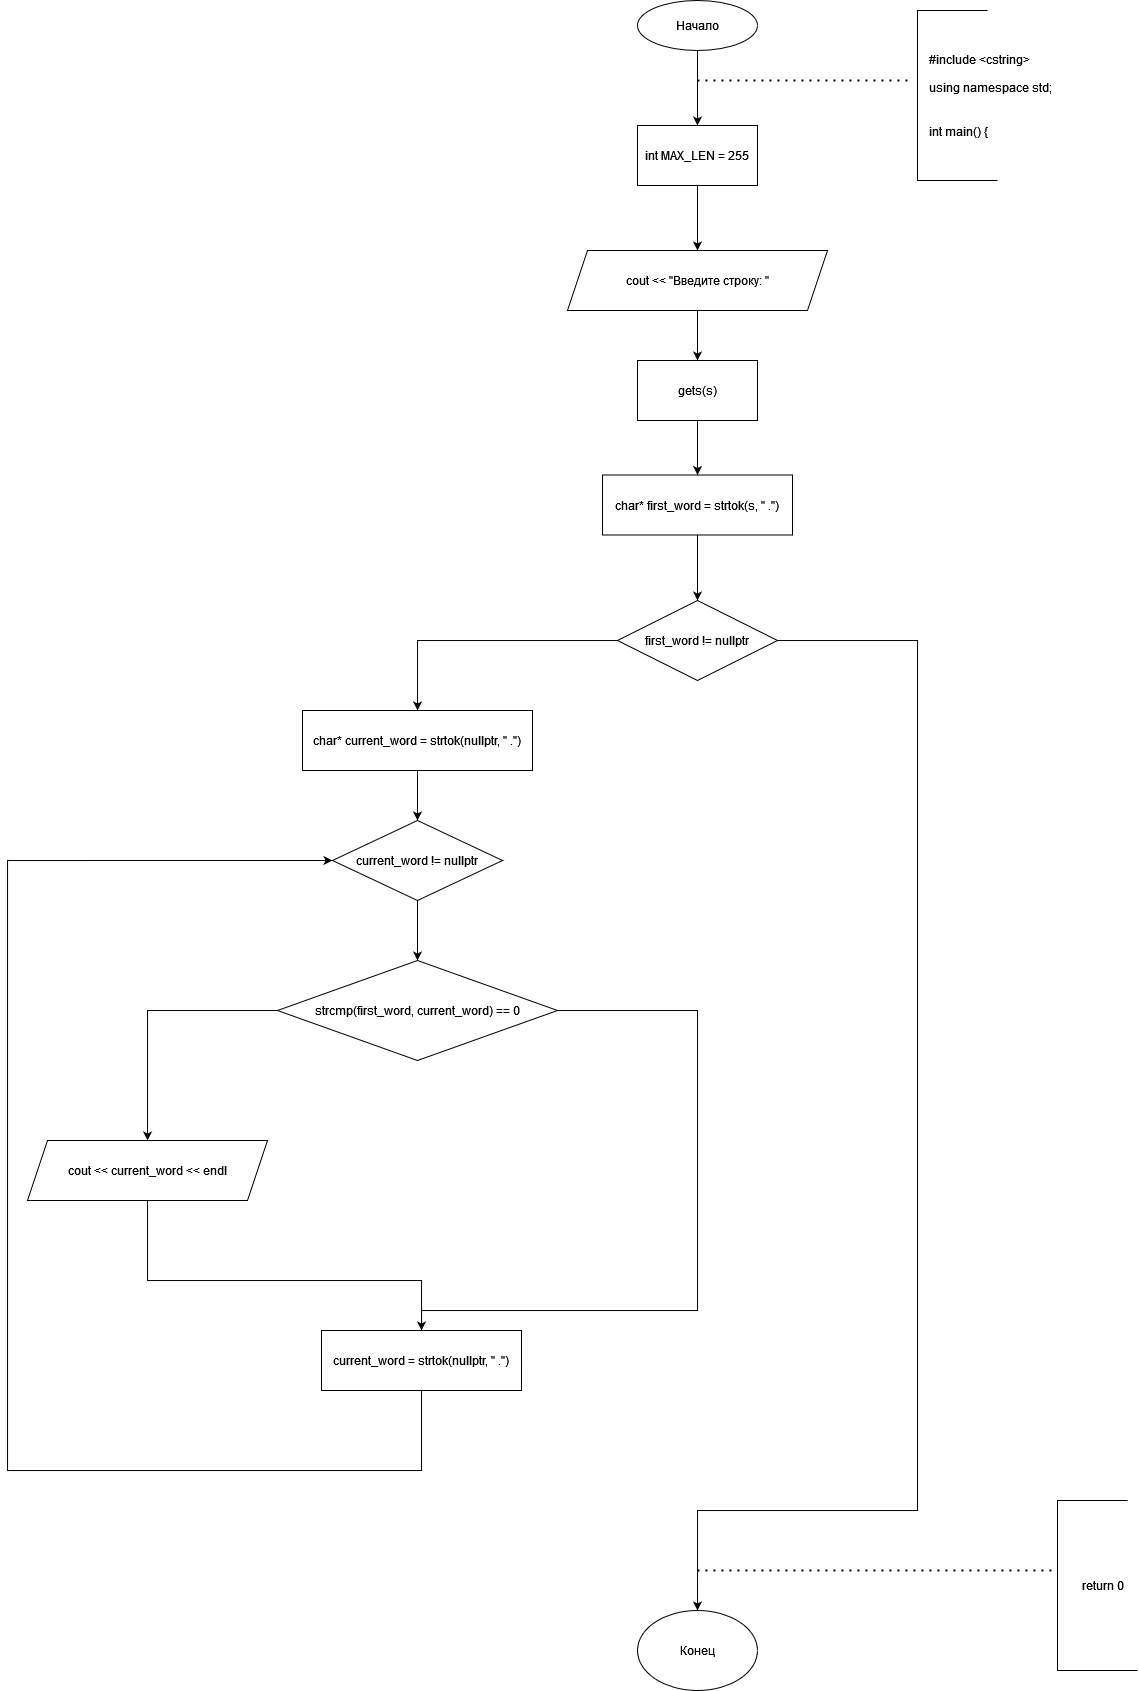 Начало
#include <cstring>
using namespace std;
int main() {
int MAX_LEN = 255
cout << "Введите строку: "
gets(s)
char* first_word = strtok(s, " .")
first_word != nullptr
char* current_word = strtok(nullptr, " .")
current_word != nullptr
strcmp(first_word, current_word) == 0
cout << current_word << endl
current_word = strtok(nullptr, " .")
return 0
Конец